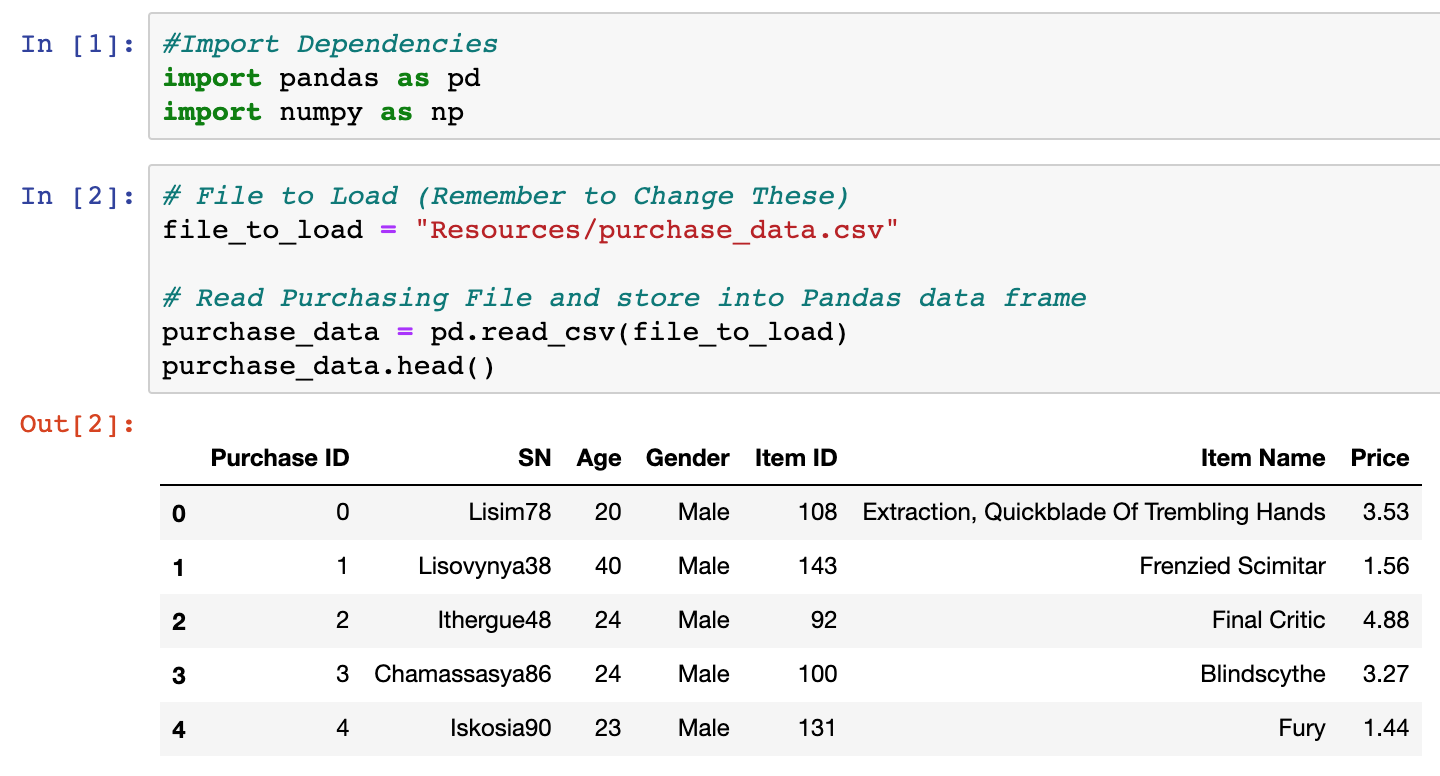 In [1]: #Import Dependencies
import pandas as pd
import numpy as np
In [2]: # File to Load (Remember to Change These)
file_to_load = "Resources/purchase_data.csv"
# Read Purchasing File and store into Pandas data frame
purchase_data = pd.read_csv(file_to_load)
purchase_data.head()
Out[2]:
Purchase ID SN Age Gender Item ID Item Name Price
0 0 Lisim78 20 Male 108 Extraction, Quickblade Of Trembling Hands 3.53
1 1 Lisovynya38 40 Male 143 Frenzied Scimitar 1.56
2 2 Ithergue48 24 Male 92 Final Critic 4.88
3 3 Chamassasya86 24 Male 100 Blindscythe 3.27
4 4 Iskosia90 23 Male 131 Fury 1.44